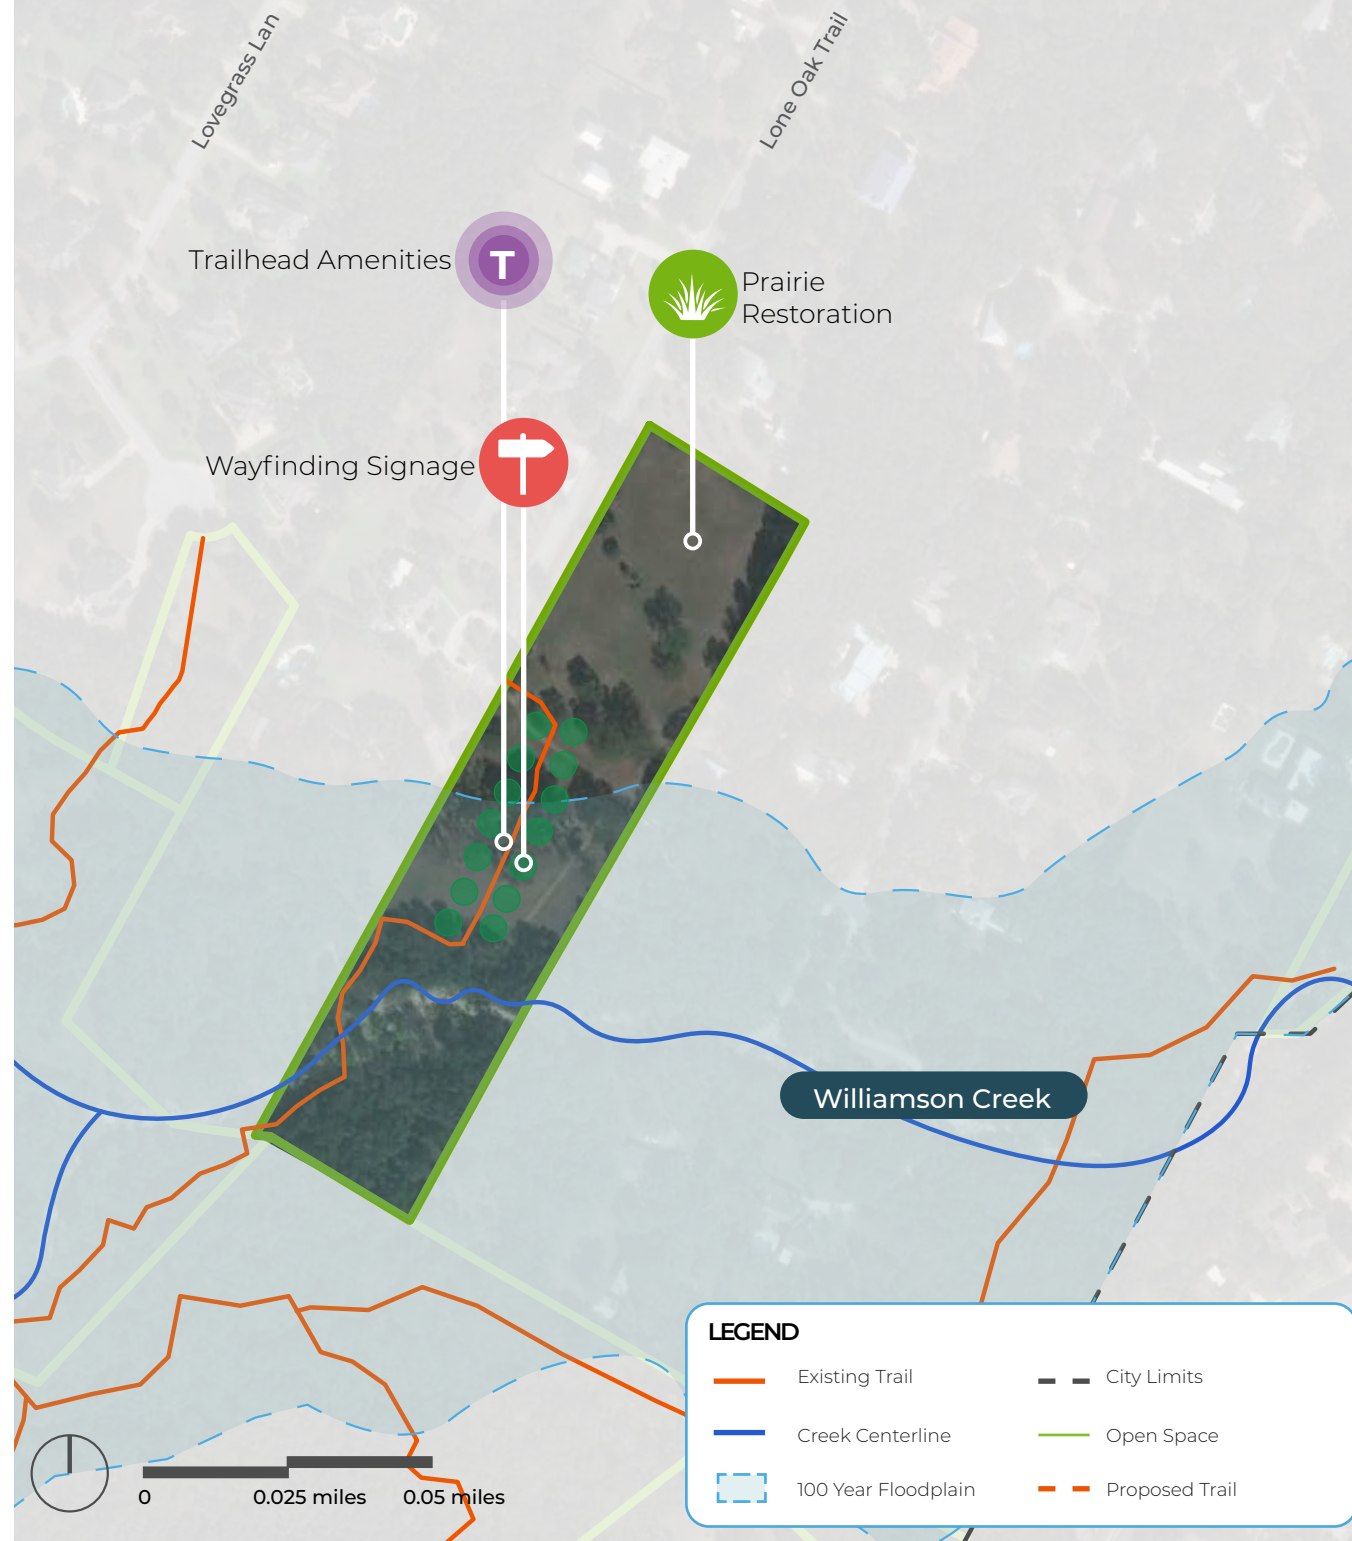 Lovegrass Lan
Lone Oak Trail
Trailhead Amenities
T
Prairie
Restoration
Wayfinding Signage
Williamson Creek
LEGEND
Existing Trail
City Limits
Creek Centerline
Open Space
100 Year Floodplain
Proposed Trail
0
0.025 miles
0.05 miles